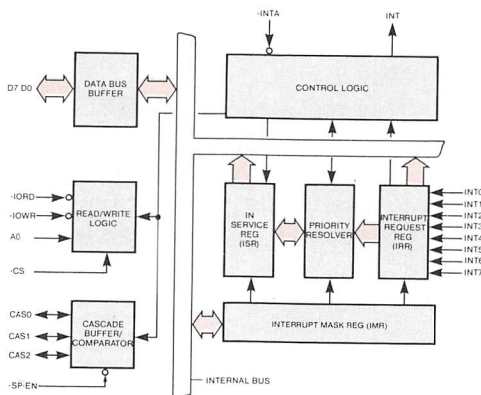 -INTA
INT
DATA BUS
BUFFER
D7 D0
CONTROL LOGIC
-IORD
-IOWR
A0
-CS
READ/WRITE
LOGIC
IN
SERVICE
REG
(ISR)
PRIORITY
RESOLVER
INTERRUPT
REQUEST
REG
(IRR)
INT0
INT1
INT2
INT3
INT4
INT5
INT6
INT7
CAS0
CAS1
CAS2
CASCADE
BUFFER/
COMPARATOR
INTERRUPT MASK REG (IMR)
-SP-EN
INTERNAL BUS